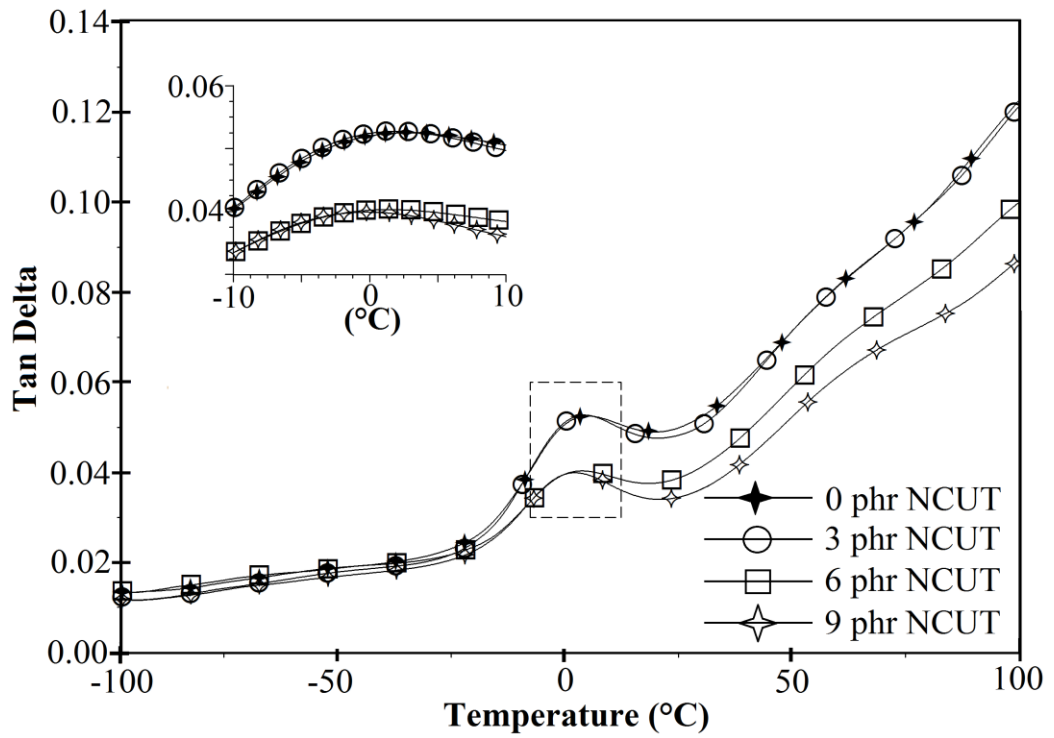 0.14
0.12
0.10
0.08
0.06
0.04
0.02
0.00
Tan Delta
-100
-50
0
50
100
Temperature (°C)
0.06
0.04
-10
0
10
(°C)
0 phr NCUT
3 phr NCUT
6 phr NCUT
9 phr NCUT